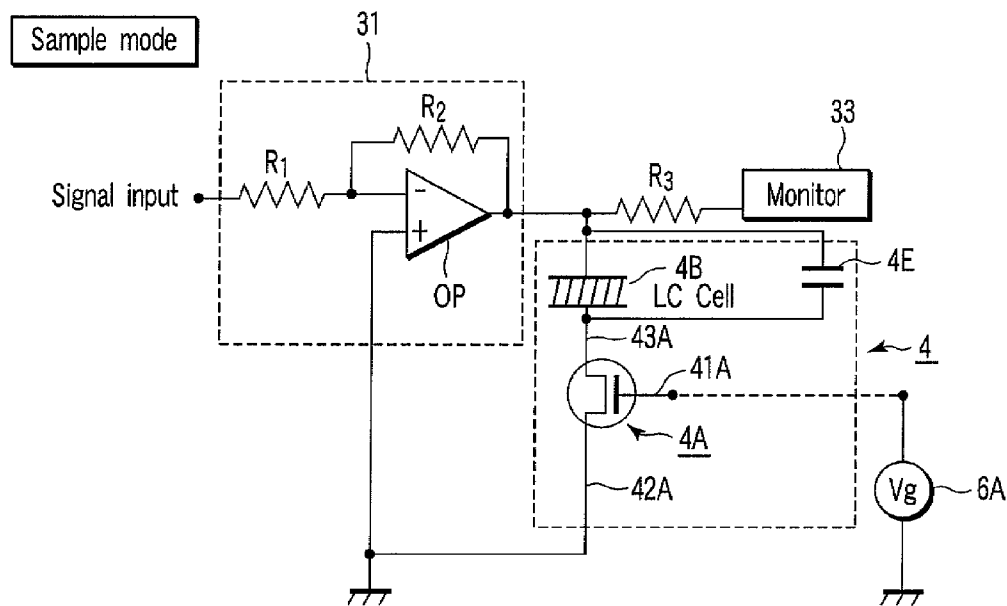 Sample mode
31
R2
33
R1
R3
Signal input
Monitor
-
+
4B
4E
OP
LC Cell
43A
4
41A
4A
42A
Vg
6A